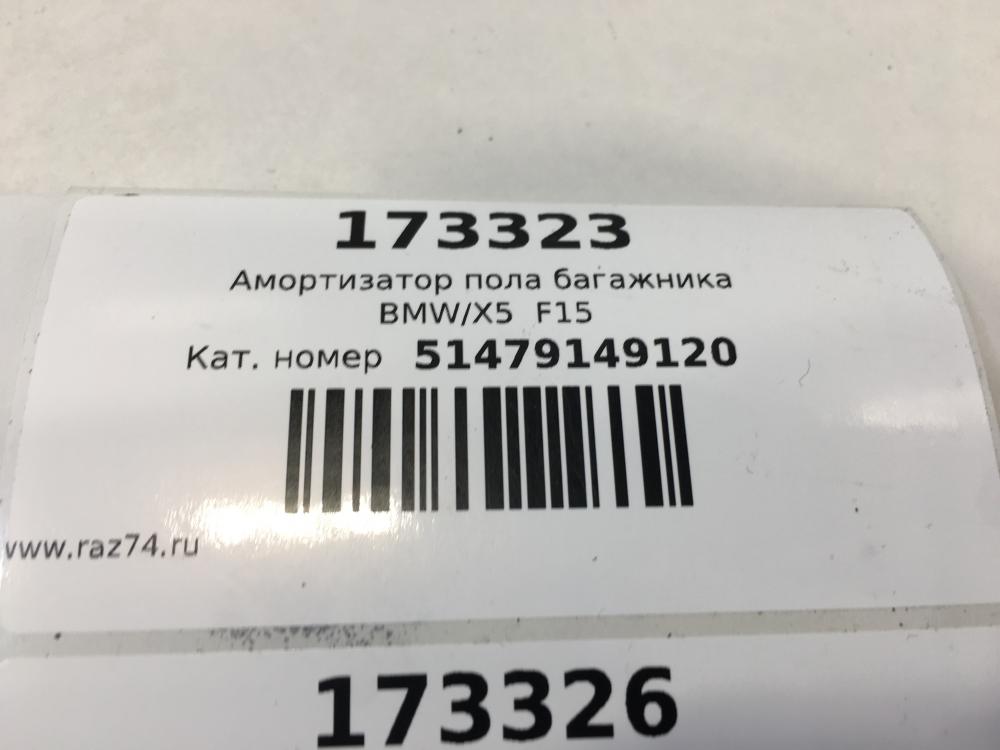 173323
Амортизатор пола багажника
BMW/X5 F15
Кат. номер 51479149120
www.raz74.ru
173326